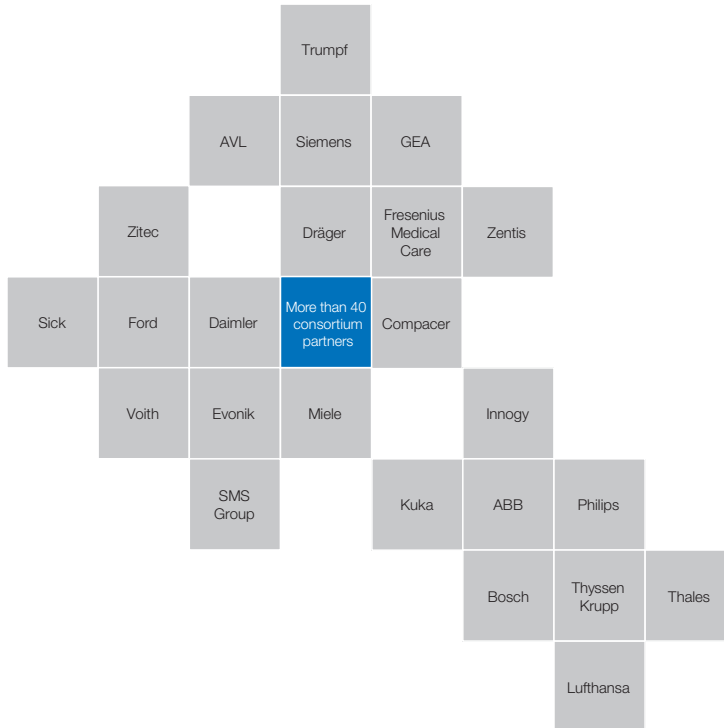 Trumpf
AVL
Siemens
GEA
Zitec
Dräger
Fresenius
Medical
Care
Zentis
Sick
Ford
Daimler
More than 40
consortium
partners
Compacer
Voith
Evonik
Miele
Innogy
SMS
Group
Kuka
ABB
Philips
Bosch
Thyssen
Krupp
Thales
Lufthansa